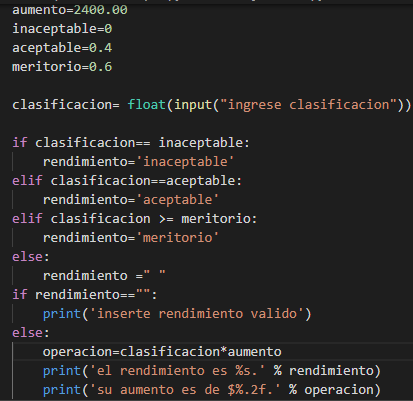 aumento=2400.00
inaceptable=0
aceptable=0.4
meritorio=0.6
clasificacion= float(input("ingrese clasificacion"))
if clasificacion== inaceptable:
    rendimiento='inaceptable'
elif clasificacion==aceptable:
    rendimiento='aceptable'
elif clasificacion >= meritorio:
    rendimiento='meritorio'
else:
    rendimiento =" "
if rendimiento=="":
    print('inserte rendimiento valido')
else:
    operacion=clasificacion*aumento
    print('el rendimiento es %s.' % rendimiento)
    print('su aumento es de $%.2f.' % operacion)